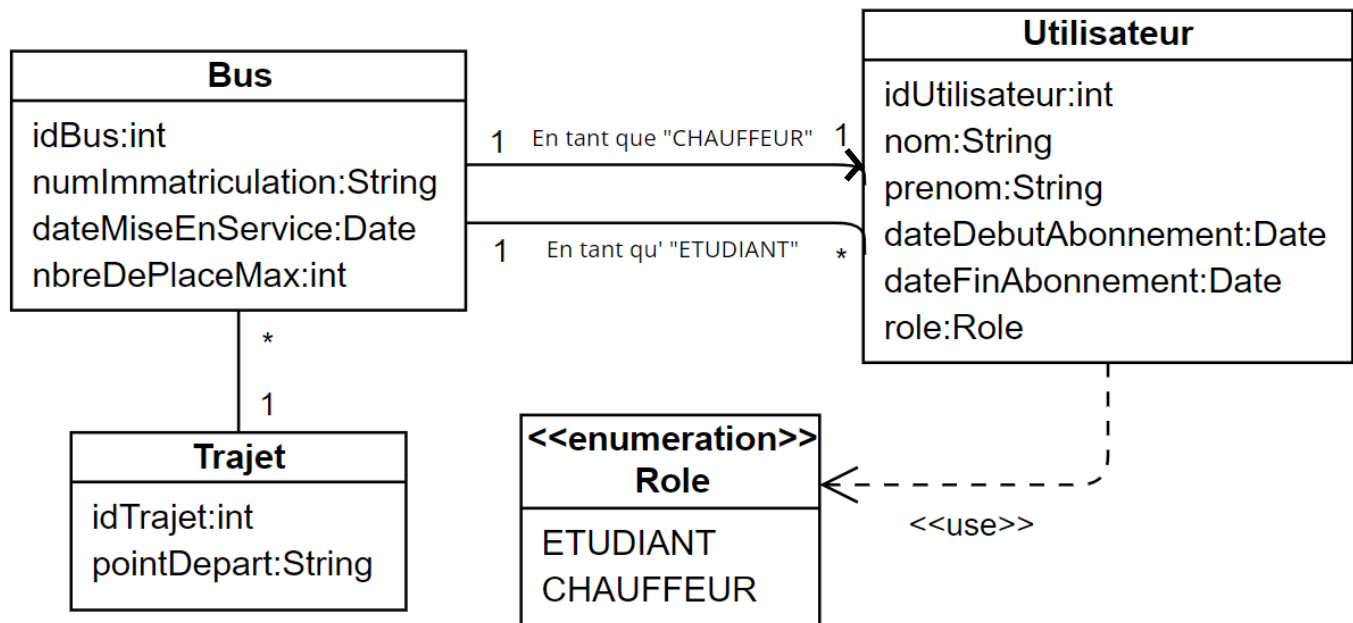 Bus
idBus:int
numImmatriculation:String
dateMiseEnService:Date
nbreDePlaceMax:int
1 En tant que "CHAUFFEUR" 1
1 En tant qu' "ETUDIANT" *
Utilisateur
idUtilisateur:int
nom:String
prenom:String
dateDebutAbonnement:Date
dateFinAbonnement:Date
role:Role
*
1
Trajet
idTrajet:int
pointDepart:String
<<enumeration>>
Role
ETUDIANT
CHAUFFEUR
<<use>>